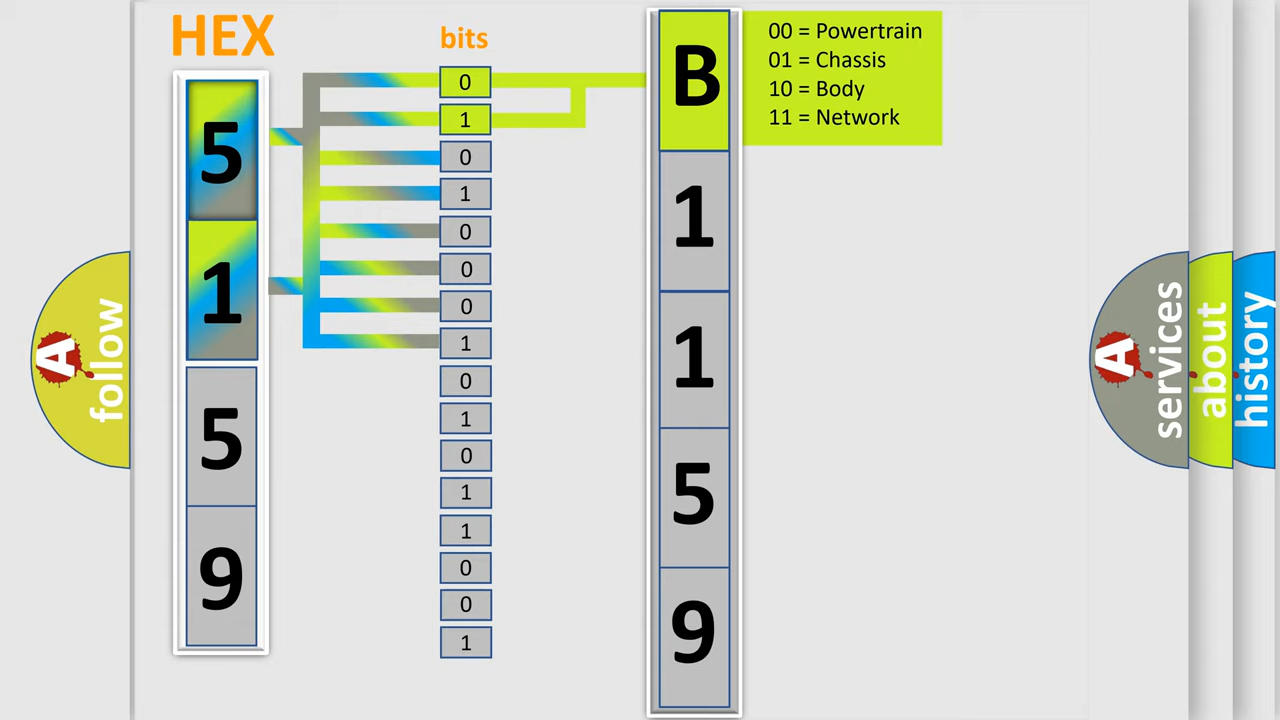 HEX
bits
5
1
5
9
0
1
0
1
0
0
0
1
0
1
0
1
1
0
0
1
B
1
1
5
9
00 = Powertrain
01 = Chassis
10 = Body
11 = Network
A
follow
A
services
about
history